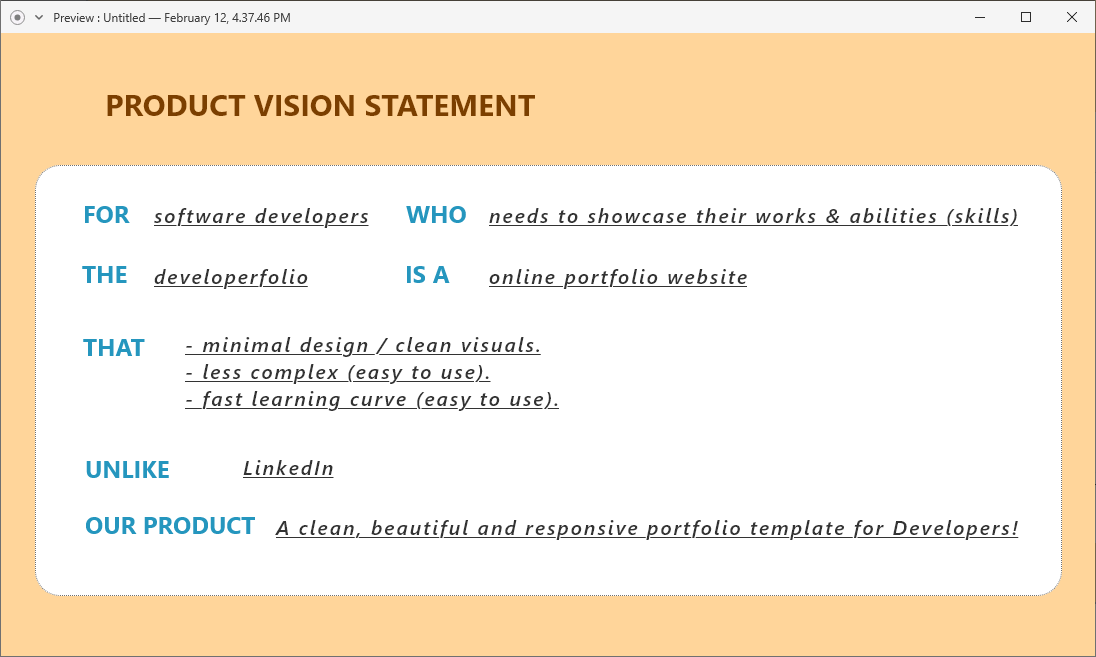 Preview : Untitled — February 12, 4.37.46 PM
PRODUCT VISION STATEMENT
FOR software developers WHO needs to showcase their works & abilities (skills)
THE developerfolio IS A online portfolio website
THAT - minimal design / clean visuals.
- less complex (easy to use).
- fast learning curve (easy to use).
UNLIKE LinkedIn
OUR PRODUCT A clean, beautiful and responsive portfolio template for Developers!